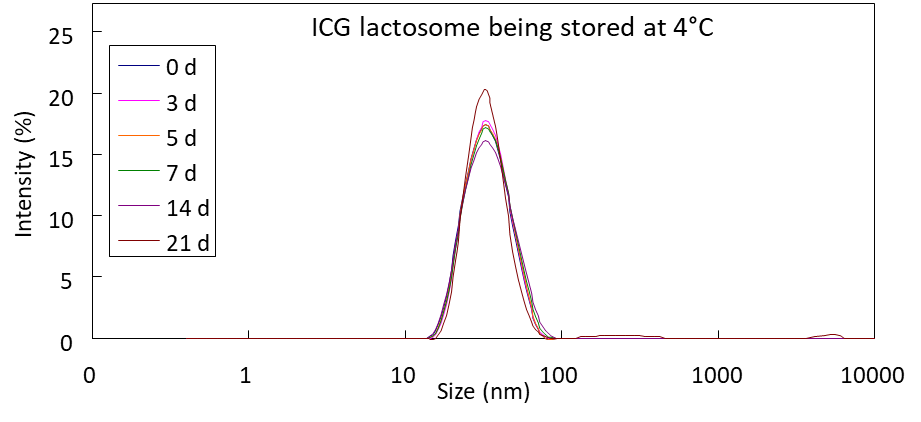 ICG lactosome being stored at 4°C
25
20
15
10
5
0
Intensity (%)
0 d
3 d
5 d
7 d
14 d
21 d
0
1
10
100
1000
10000
Size (nm)